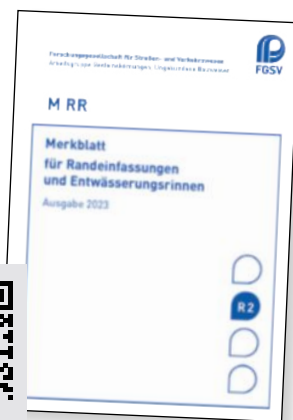 Forschungsgesellschaft für Straßen- und Verkehrswesen
FGSV
M RR
Merkblatt
für Randeinfassungen
und Entwässerungsrinnen
Ausgabe 2023
R2